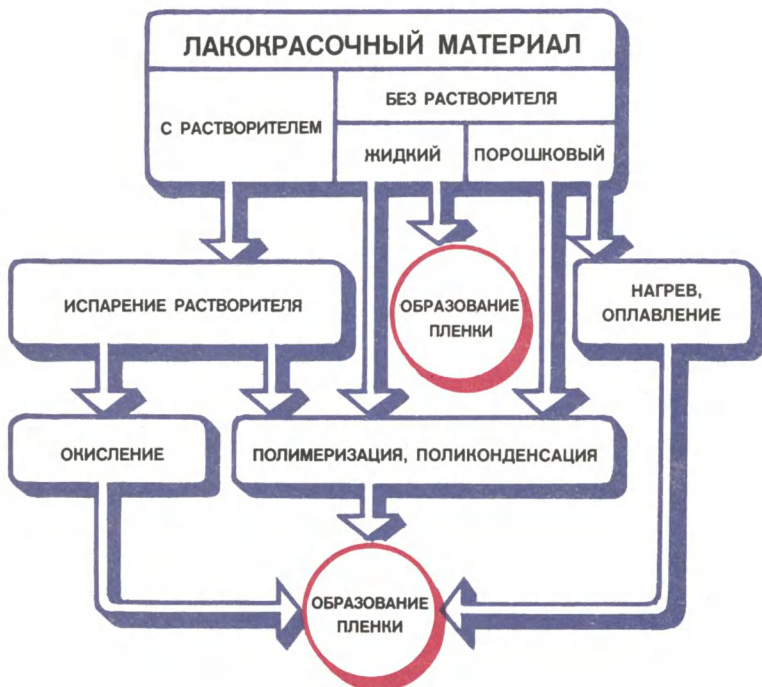 ЛАКОКРАСОЧНЫЙ МАТЕРИАЛ
С РАСТВОРИТЕЛЕМ
БЕЗ РАСТВОРИТЕЛЯ
ЖИДКИЙ
ПОРОШКОВЫЙ
ИСПАРЕНИЕ РАСТВОРИТЕЛЯ
ОБРАЗОВАНИЕ
ПЛЕНКИ
НАГРЕВ,
ОПЛАВЛЕНИЕ
ОКИСЛЕНИЕ
ПОЛИМЕРИЗАЦИЯ, ПОЛИКОНДЕНСАЦИЯ
ОБРАЗОВАНИЕ
ПЛЕНКИ